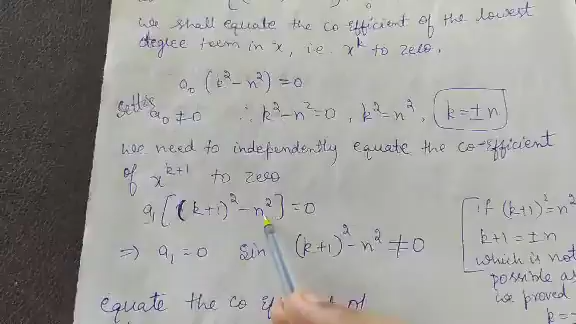 we shall equate the co efficient of the lowest
degree term in x, i.e. x^k to zero.
a₀ (k²-n²) = 0
a₀ ≠ 0 ∴ k²-n²=0, k²=n², k=±n
we need to independently equate the co-efficient
of x^{k+1} to zero
a₁[(k+1)²-n²]=0
⇒ a₁ = 0 sin (k+1)²-n² ≠ 0
if (k+1)²=n²
k+1=±n
which is not
possible as
we proved
equate the co efficient of